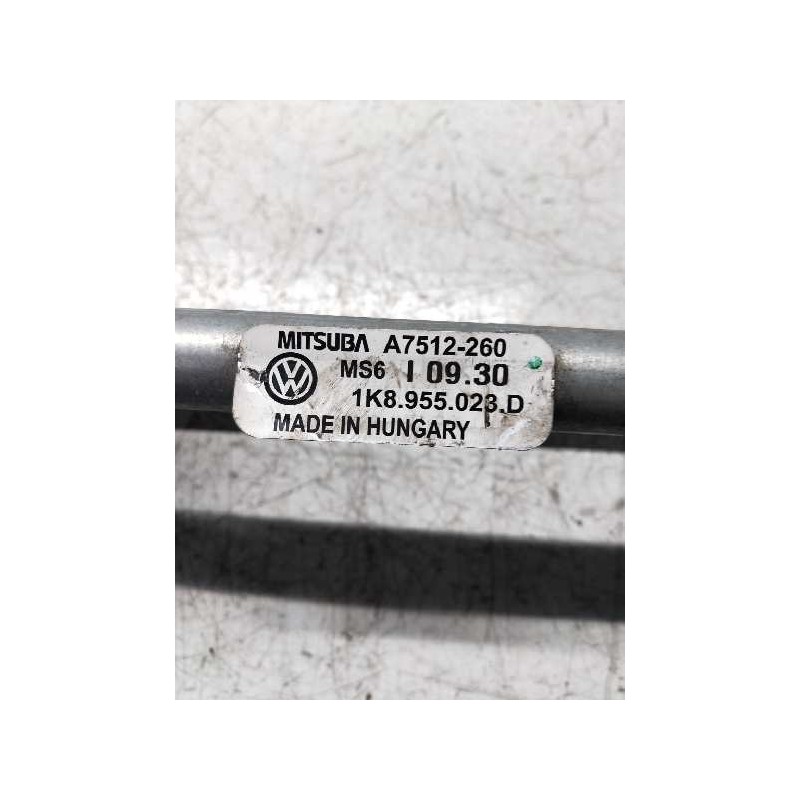 MITSUBA A7512-260
MS6 I 09.30
1K8.955.023.D
MADE IN HUNGARY